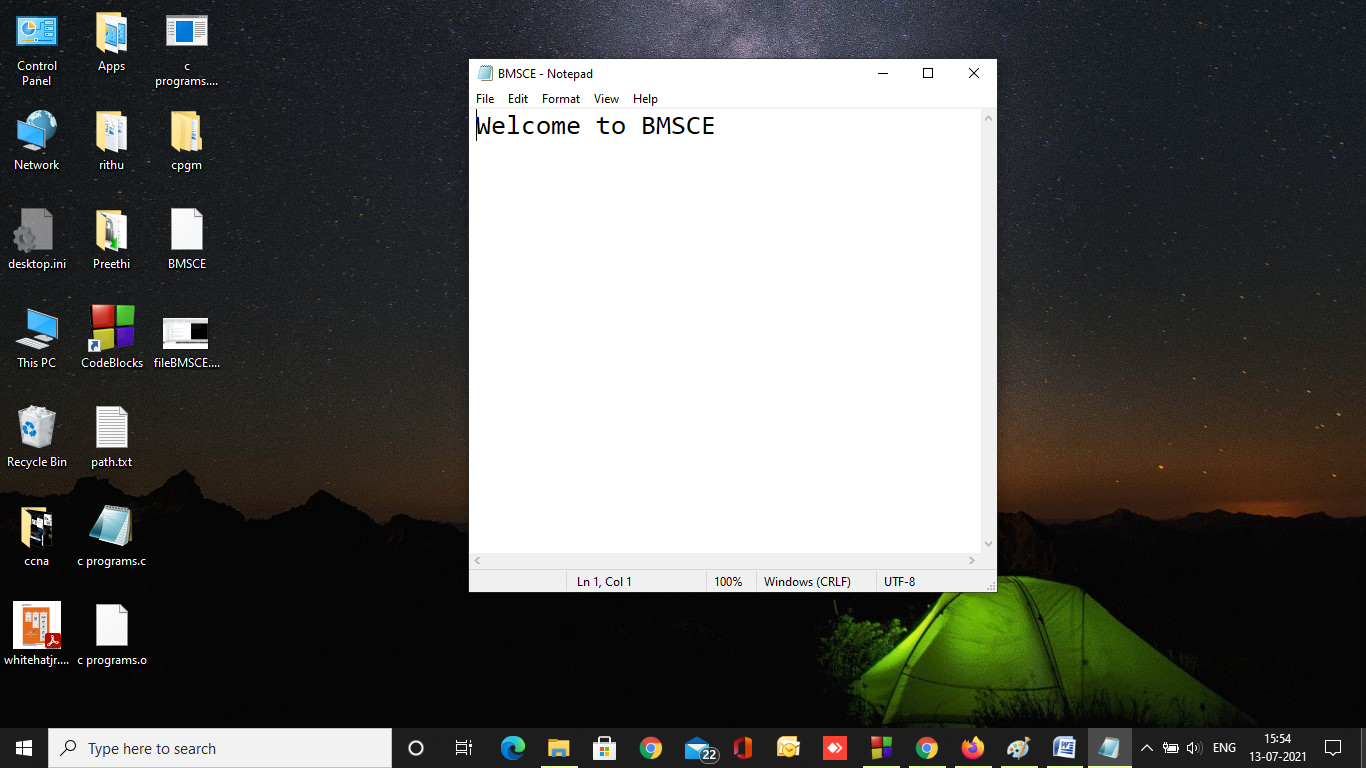 Control
Panel
Apps
c
programs....
Network
rithu
cpgm
desktop.ini
Preethi
BMSCE
This PC
CodeBlocks
fileBMSCE....
Recycle Bin
path.txt
ccna
c programs.c
whitehatjr....
c programs.o
BMSCE - Notepad
File Edit Format View Help
Welcome to BMSCE
Ln 1, Col 1 100% Windows (CRLF) UTF-8
Type here to search
22
ENG
15:54
13-07-2021